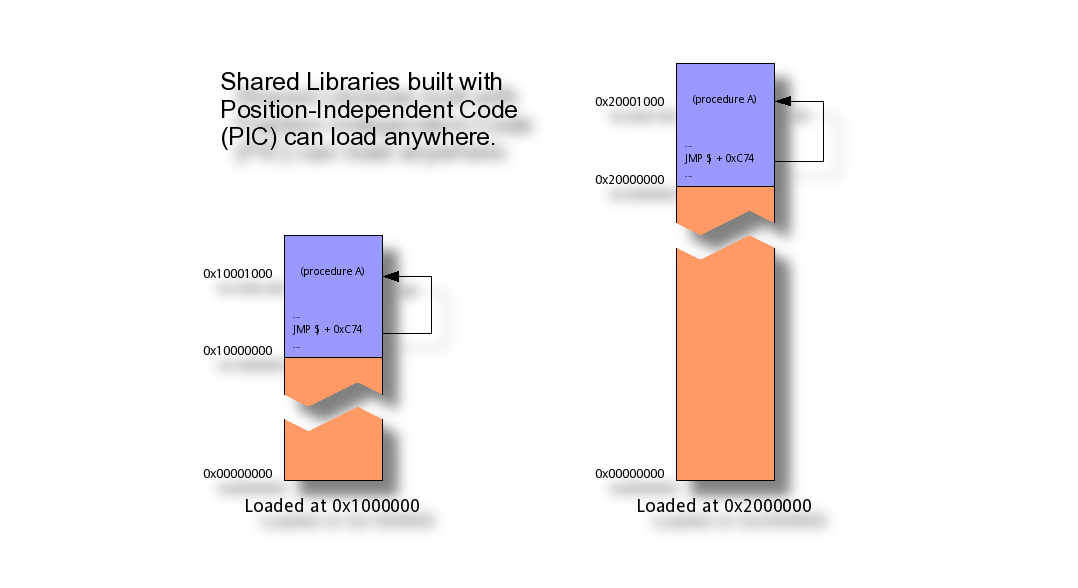 Shared Libraries built with
Position-Independent Code
(PIC) can load anywhere.
0x10001000
(procedure A)
...
JMP $ + 0xC74
...
0x10000000
0x00000000
Loaded at 0x1000000
0x20001000
(procedure A)
...
JMP $ + 0xC74
...
0x20000000
0x00000000
Loaded at 0x2000000